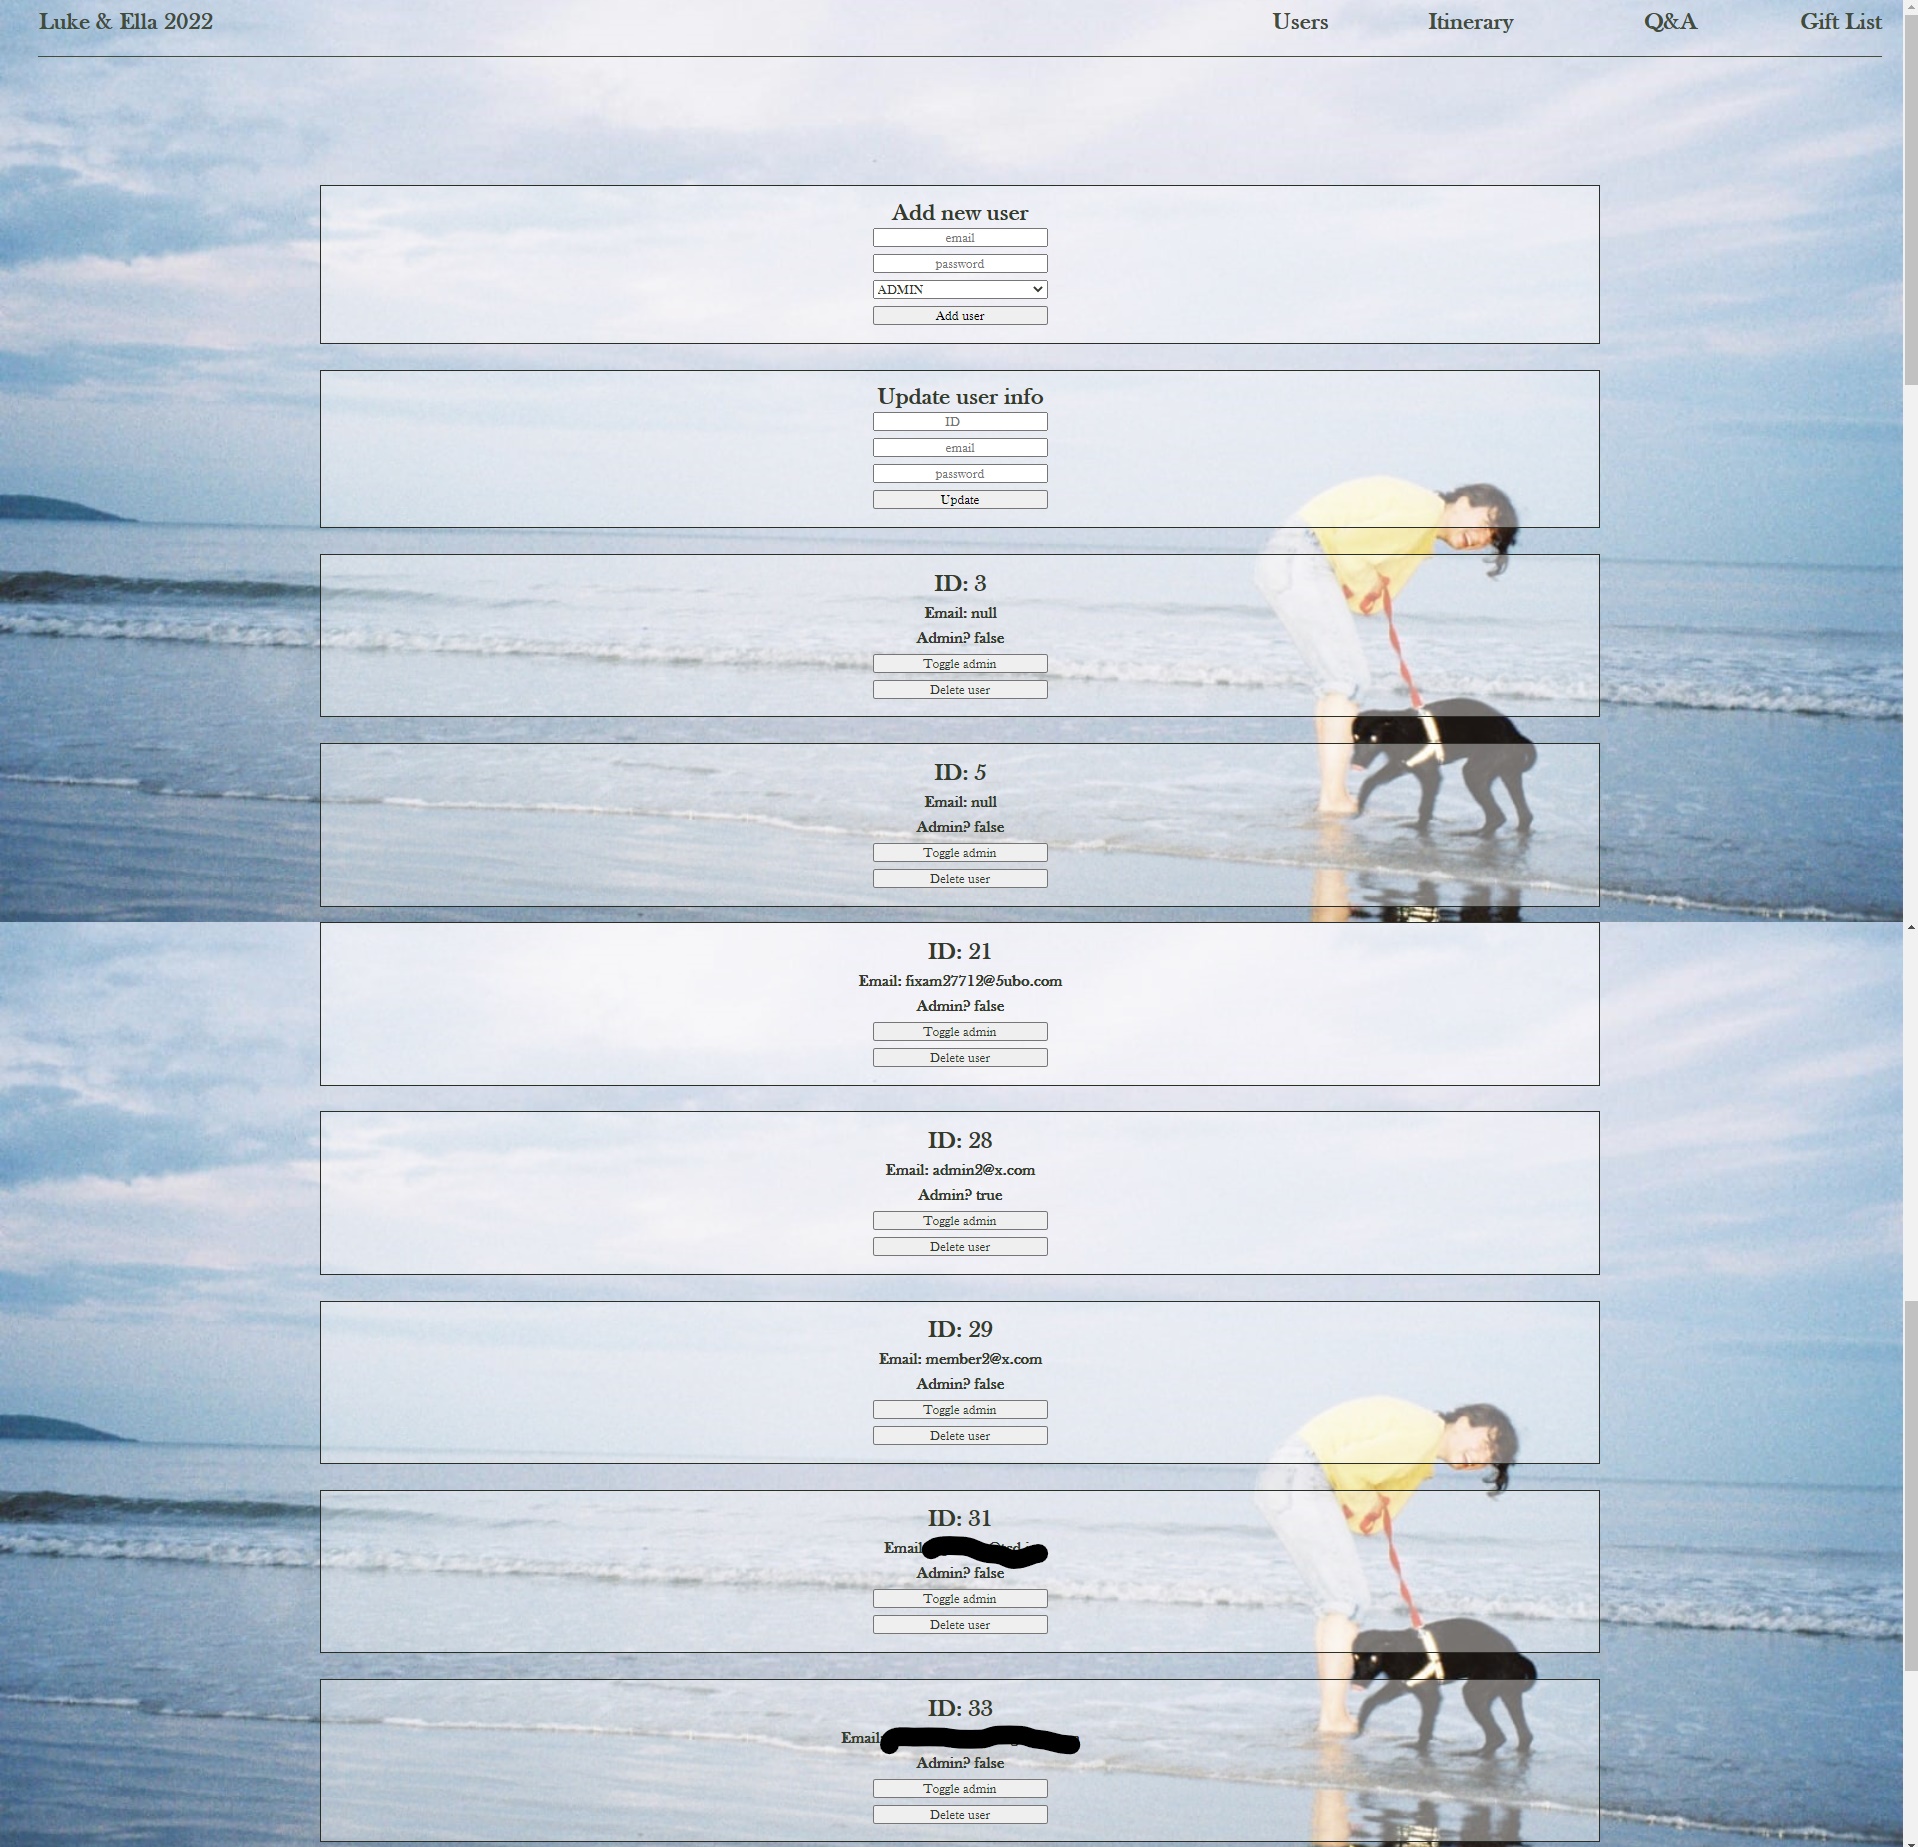 Luke & Ella 2022 Users Itinerary Q&A Gift List
Add new user
email
password
ADMIN
Add user
Update user info
ID
email
password
Update
ID: 3
Email: null
Admin? false
Toggle admin
Delete user
ID: 5
Email: null
Admin? false
Toggle admin
Delete user
ID: 21
Email: fixam27712@5ubo.com
Admin? false
Toggle admin
Delete user
ID: 28
Email: admin2@x.com
Admin? true
Toggle admin
Delete user
ID: 29
Email: member2@x.com
Admin? false
Toggle admin
Delete user
ID: 31
Email
Admin? false
Toggle admin
Delete user
ID: 33
Email:
Admin? false
Toggle admin
Delete user